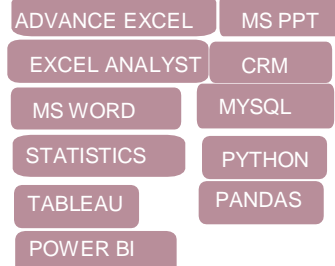 ADVANCE EXCEL MS PPT
EXCEL ANALYST CRM
MS WORD MYSQL
STATISTICS PYTHON
TABLEAU PANDAS
POWER BI